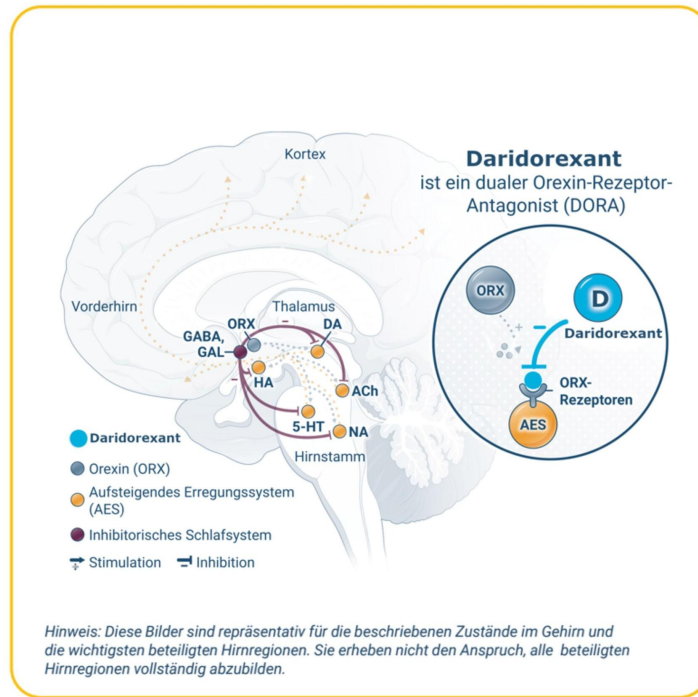 Kortex
Daridorexant
ist ein dualer Orexin-Rezeptor-
Antagonist (DORA)
Vorderhirn
Thalamus
ORX
DA
GABA,
GAL
HA
ACh
5-HT
NA
Hirnstamm
ORX
D
Daridorexant
ORX-
Rezeptoren
AES
Daridorexant
Orexin (ORX)
Aufsteigendes Erregungssystem
(AES)
Inhibitorisches Schlafsystem
Stimulation Inhibition
Hinweis: Diese Bilder sind repräsentativ für die beschriebenen Zustände im Gehirn und
die wichtigsten beteiligten Hirnregionen. Sie erheben nicht den Anspruch, alle beteiligten
Hirnregionen vollständig abzubilden.